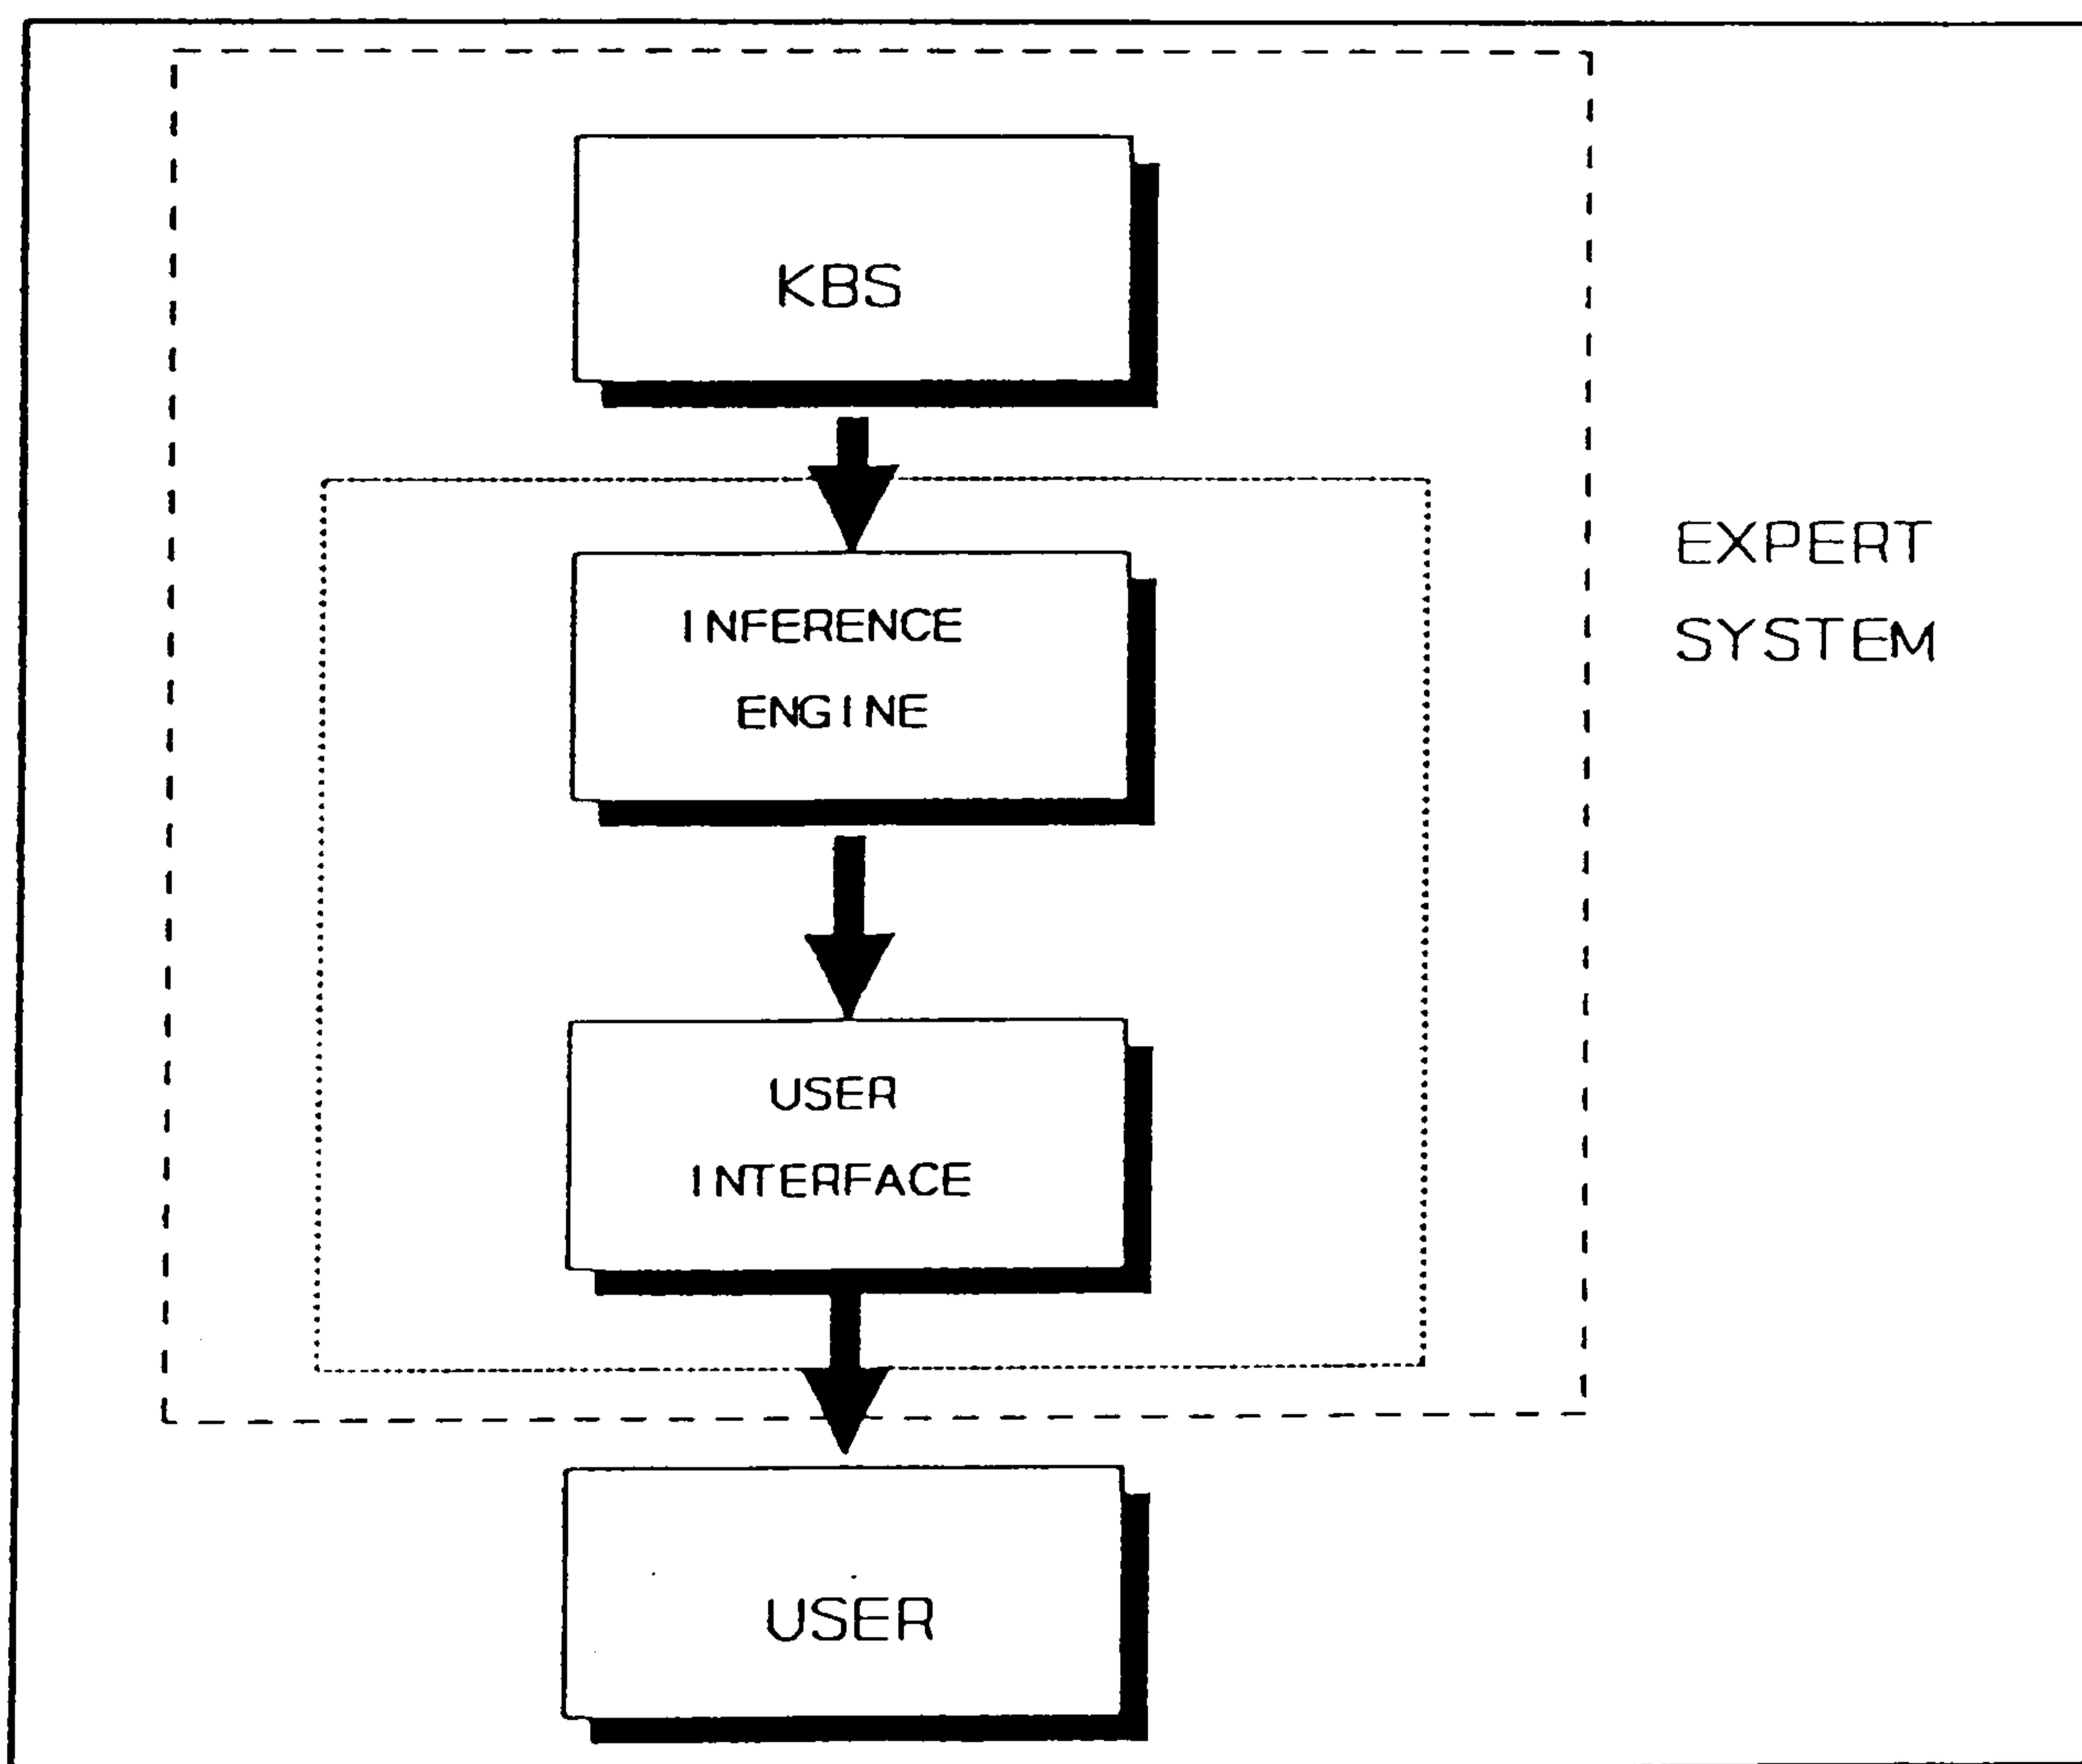 KBS
INFERENCE
ENGINE
EXPERT
SYSTEM
USER
INTERFACE
USER